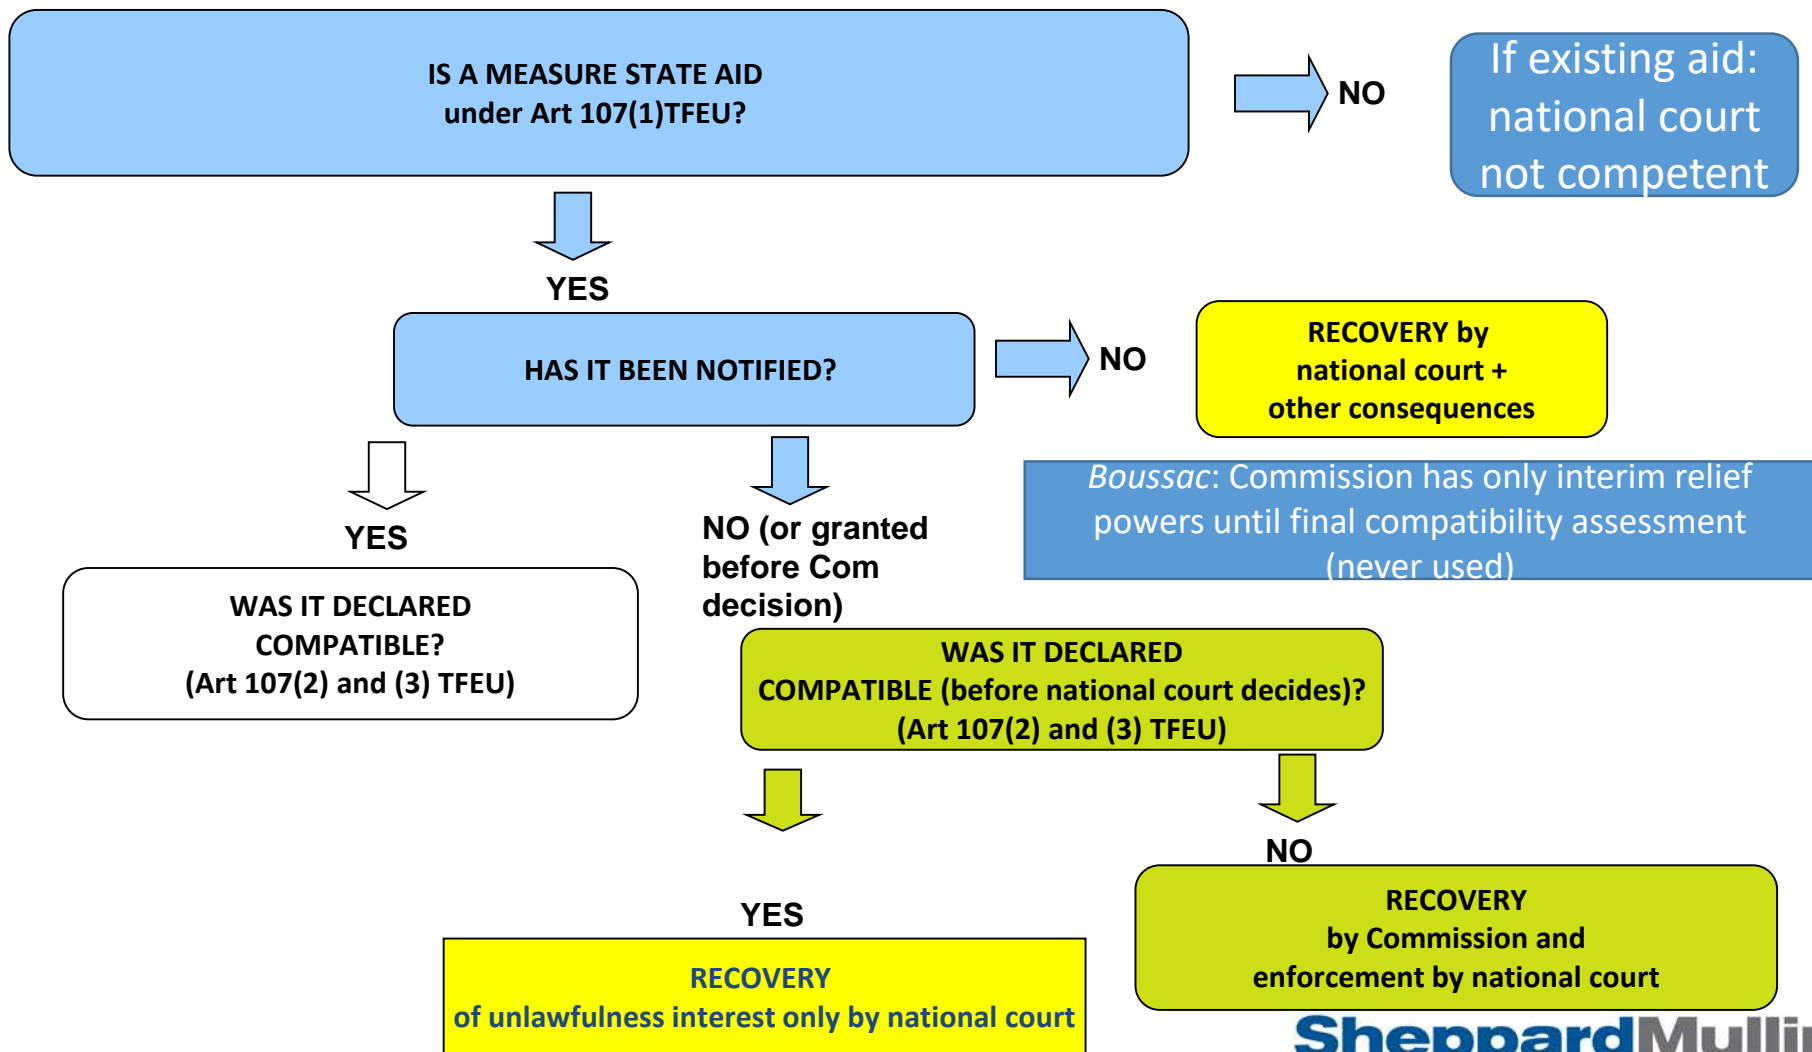 IS A MEASURE STATE AID
under Art 107(1)TFEU?
NO
If existing aid:
national court
not competent
YES
HAS IT BEEN NOTIFIED?
NO
RECOVERY by
national court +
other consequences
Boussac: Commission has only interim relief
powers until final compatibility assessment
(never used)
YES
NO (or granted
before Com
decision)
WAS IT DECLARED
COMPATIBLE?
(Art 107(2) and (3) TFEU)
WAS IT DECLARED
COMPATIBLE (before national court decides)?
(Art 107(2) and (3) TFEU)
YES
NO
RECOVERY
of unlawfulness interest only by national court
RECOVERY
by Commission and
enforcement by national court
SheppardMullin